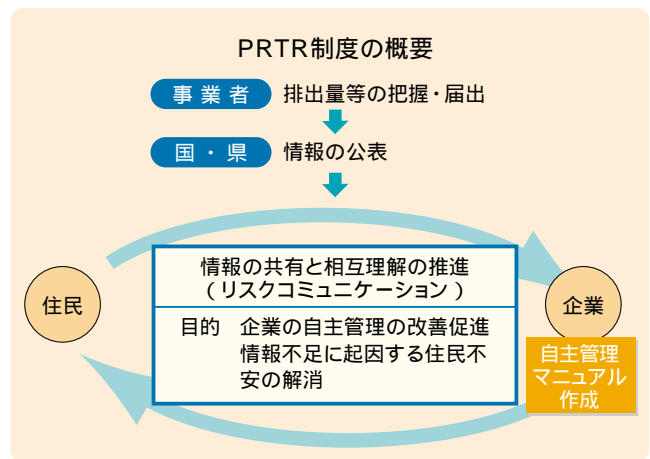 PRTR制度の概要
事業者 排出量等の把握・届出
国・県 情報の公表
情報の共有と相互理解の推進
(リスクコミュニケーション)
住民
企業
目的 企業の自主管理の改善促進
情報不足に起因する住民不
安の解消
自主管理
マニュアル
作成